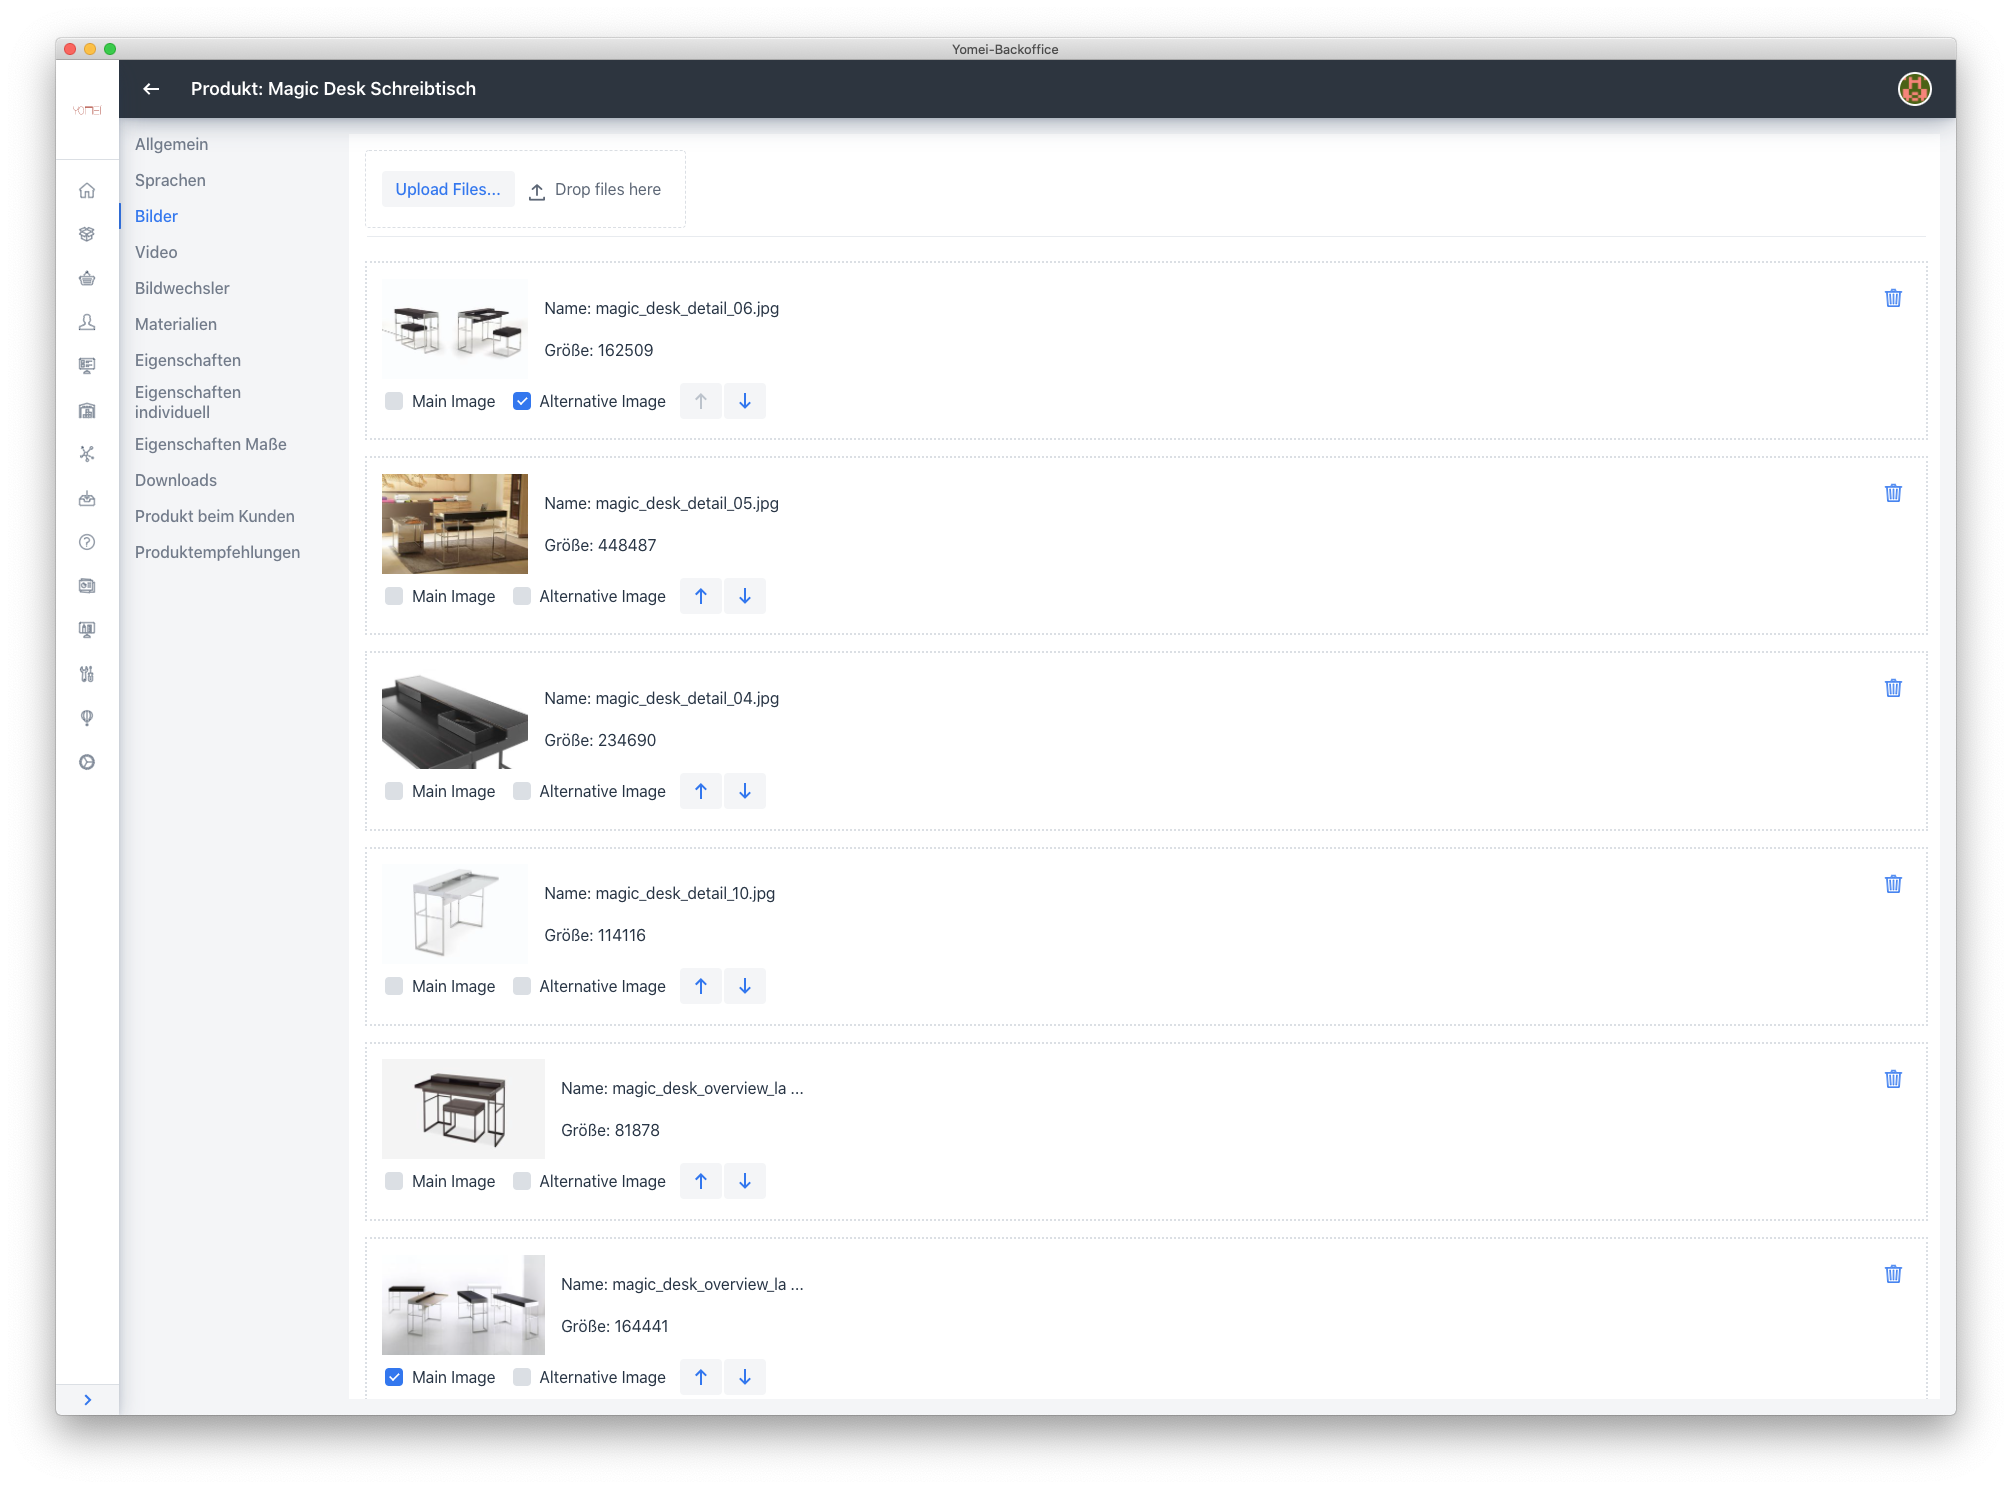 Yomei-Backoffice
YOMEI
Produkt: Magic Desk Schreibtisch
Allgemein
Sprachen
Bilder
Video
Bildwechsler
Materialien
Eigenschaften
Eigenschaften
individuell
Eigenschaften Maße
Downloads
Produkt beim Kunden
Produktempfehlungen
Upload Files...
Drop files here
Name: magic_desk_detail_06.jpg
Größe: 162509
Main Image
Alternative Image
Name: magic_desk_detail_05.jpg
Größe: 448487
Main Image
Alternative Image
Name: magic_desk_detail_04.jpg
Größe: 234690
Main Image
Alternative Image
Name: magic_desk_detail_10.jpg
Größe: 114116
Main Image
Alternative Image
Name: magic_desk_overview_la ...
Größe: 81878
Main Image
Alternative Image
Name: magic_desk_overview_la ...
Größe: 164441
Main Image
Alternative Image